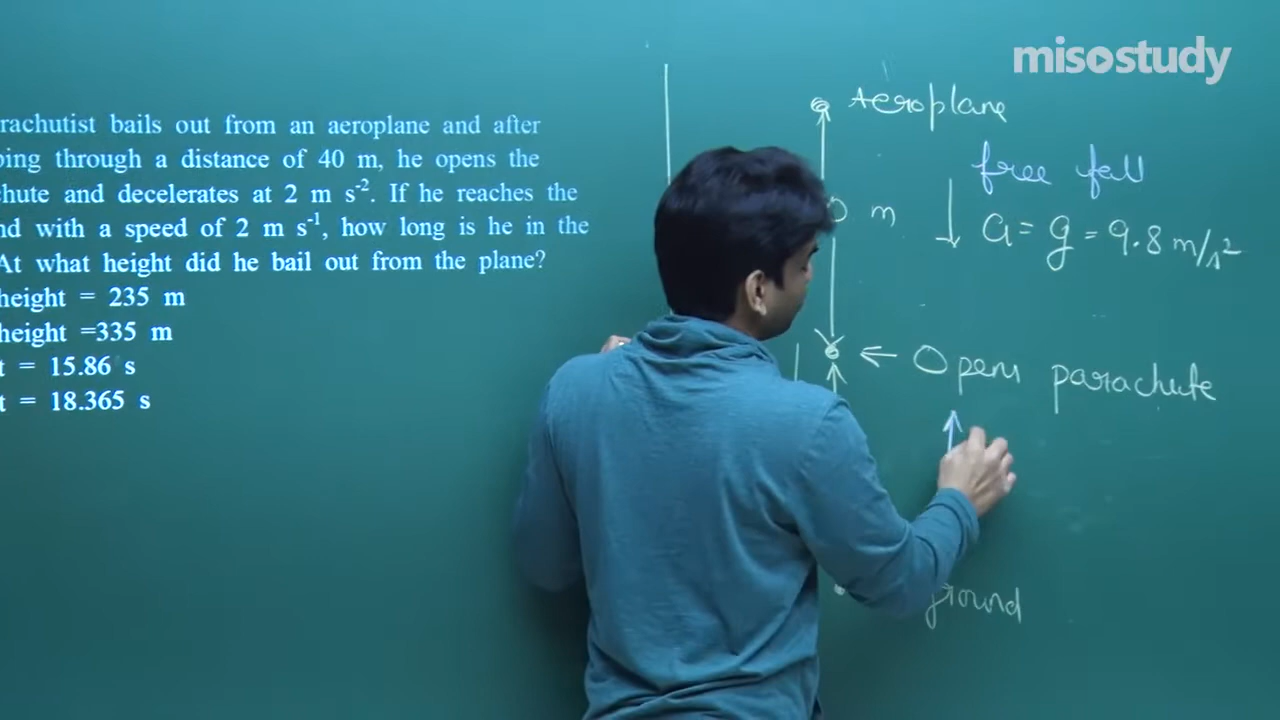 misostudy
rachutist bails out from an aeroplane and after
ping through a distance of 40 m, he opens the
chute and decelerates at 2 m s⁻². If he reaches the
nd with a speed of 2 m s⁻¹, how long is he in the
At what height did he bail out from the plane?
height = 235 m
height =335 m
t = 15.86 s
t = 18.365 s
Aeroplane
free fall
0 m
a = g = 9.8 m/s²
← Opens parachute
ground